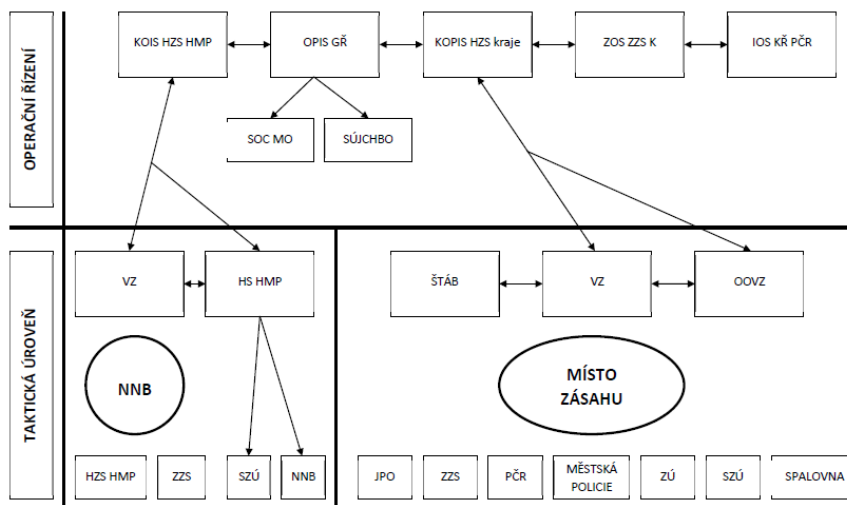 OPERAČNÍ ŘÍZENÍ
KOIS HZS HMP
OPIS GŘ
KOPIS HZS kraje
ZOS ZZS K
IOS KŘ PČR
SOC MO
SÚJCHBO
TAKTICKÁ ÚROVEŇ
VZ
HS HMP
ŠTÁB
VZ
OOVZ
NNB
MÍSTO
ZÁSAHU
HZS HMP
ZZS
SZÚ
NNB
JPO
ZZS
PČR
MĚSTSKÁ
POLICIE
ZÚ
SZÚ
SPALOVNA